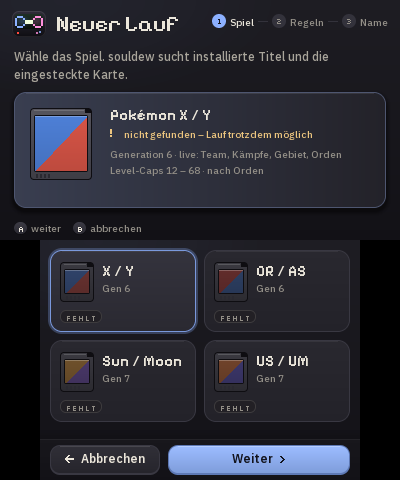 Neuer Lauf
1 Spiel
2 Regeln
3 Name
Wähle das Spiel. souldew sucht installierte Titel und die
eingesteckte Karte.
Pokémon X / Y
! nicht gefunden – Lauf trotzdem möglich
Generation 6 · live: Team, Kämpfe, Gebiet, Orden
Level-Caps 12 – 68 · nach Orden
A weiter B abbrechen
X / Y
Gen 6
FEHLT
OR / AS
Gen 6
FEHLT
Sun / Moon
Gen 7
FEHLT
US / UM
Gen 7
FEHLT
← Abbrechen
Weiter ›